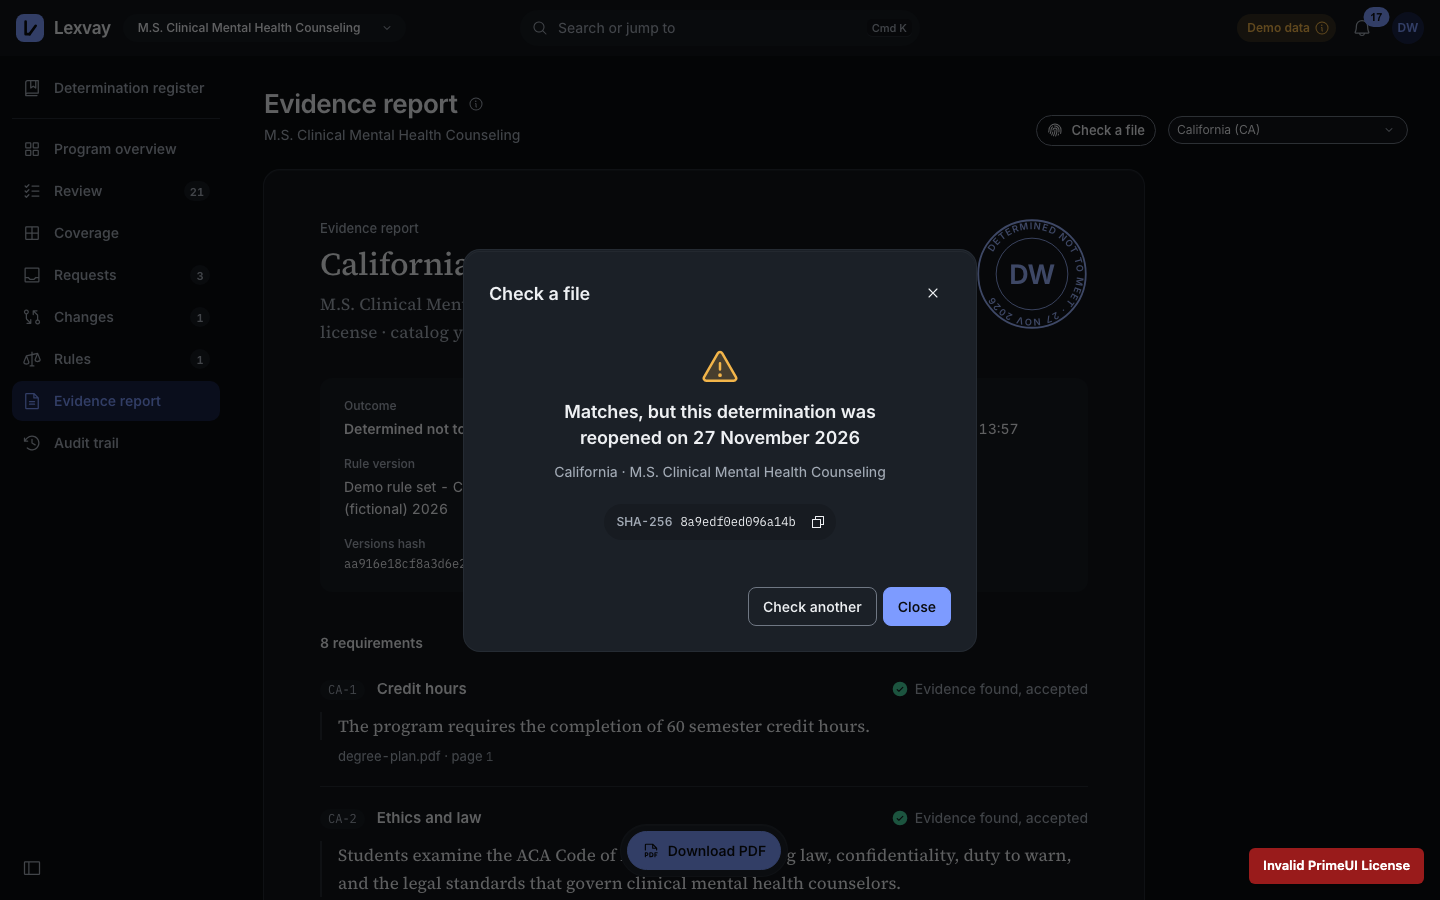 Lexvay
M.S. Clinical Mental Health Counseling
Search or jump to
Cmd K
Demo data
17
DW
Determination register
Program overview
Review 21
Coverage
Requests 3
Changes 1
Rules 1
Evidence report
Audit trail
Evidence report
M.S. Clinical Mental Health Counseling
Check a file
California (CA)
Evidence report
California
M.S. Clinical Men
license · catalog y
DETERMINED NOT TO MEET · 27 NOV 2026
DW
Outcome
Determined not to
13:57
Rule version
Demo rule set - C
(fictional) 2026
Versions hash
aa916e18cf8a3d6e2
Check a file
Matches, but this determination was
reopened on 27 November 2026
California · M.S. Clinical Mental Health Counseling
SHA-256 8a9edf0ed096a14b
Check another
Close
8 requirements
CA-1 Credit hours
Evidence found, accepted
The program requires the completion of 60 semester credit hours.
degree-plan.pdf · page 1
CA-2 Ethics and law
Evidence found, accepted
Students examine the ACA Code of
g law, confidentiality, duty to warn,
and the legal standards that govern clinical mental health counselors.
PDF Download PDF
Invalid PrimeUI License